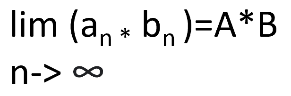 lim (aₙ * bₙ)=A*B
n-> ∞